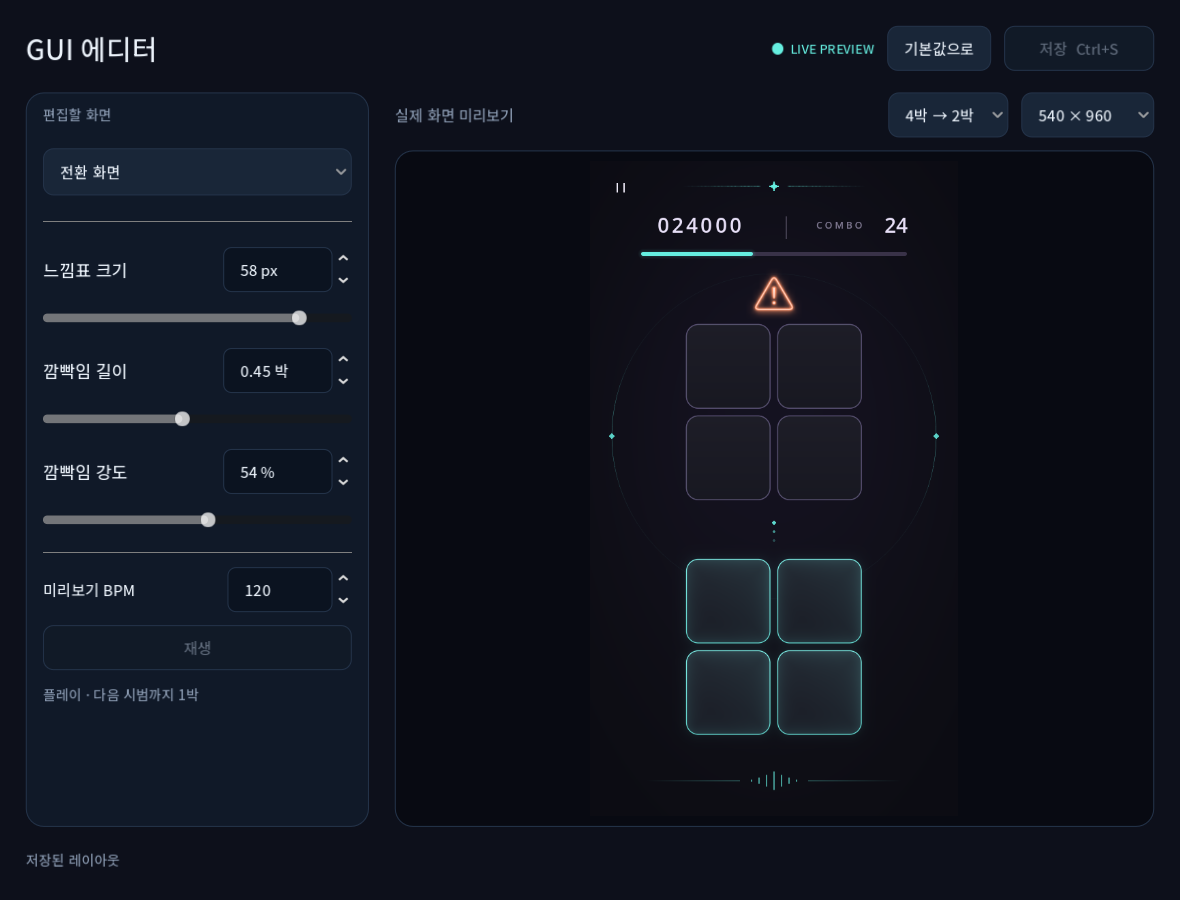 GUI 에디터
LIVE PREVIEW
기본값으로
저장 Ctrl+S
편집할 화면
전환 화면
느낌표 크기
58 px
깜빡임 길이
0.45 박
깜빡임 강도
54 %
미리보기 BPM
120
재생
플레이 · 다음 시범까지 1박
실제 화면 미리보기
4박 → 2박
540 × 960
024000
COMBO 24
저장된 레이아웃